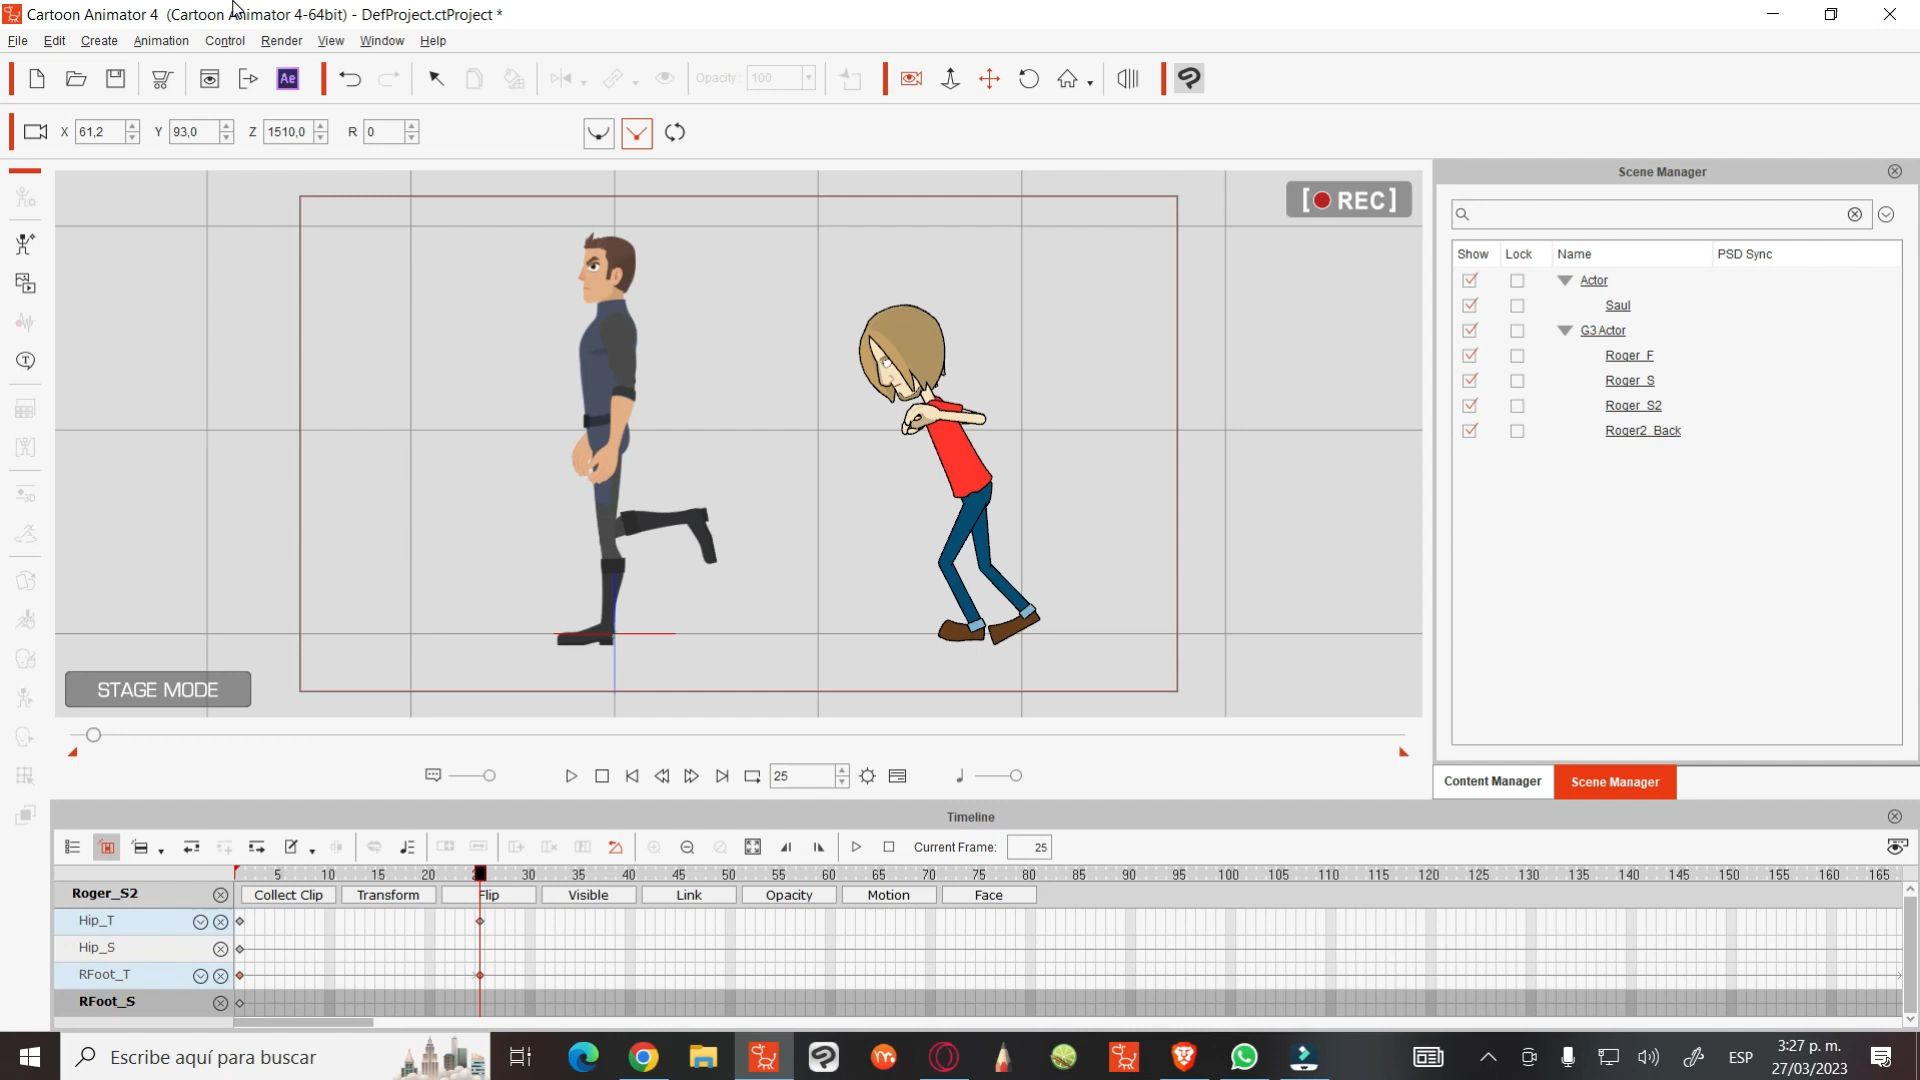 Cartoon Animator 4 (Cartoon Animator 4-64bit) - DefProject.ctProject *
File Edit Create Animation Control Render View Window Help
Ae Opacity: 100
X 61,2 Y 93,0 Z 1510,0 R 0
[ REC ]
STAGE MODE
Scene Manager
Show Lock Name PSD Sync
Actor
Saul
G3 Actor
Roger_F
Roger_S
Roger_S2
Roger2_Back
25
Content Manager Scene Manager
Timeline
Current Frame: 25
5 10 15 20 30 35 40 45 50 55 60 65 70 75 80 85 90 95 100 105 110 115 120 125 130 135 140 145 150 155 160 165
Roger_S2 Collect Clip Transform Flip Visible Link Opacity Motion Face
Hip_T
Hip_S
RFoot_T
RFoot_S
Escribe aquí para buscar
ESP
3:27 p. m.
27/03/2023